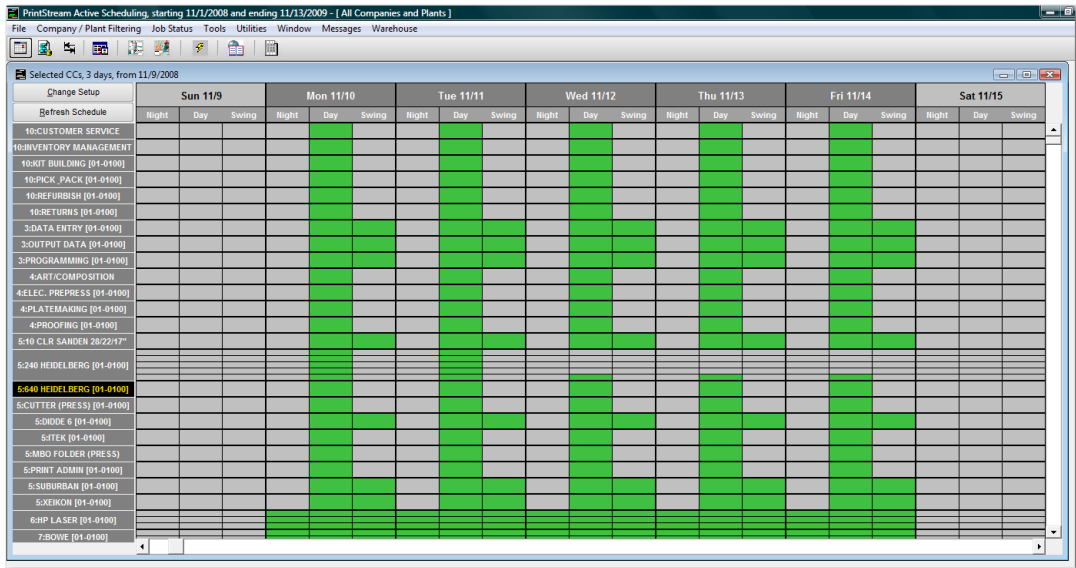 PrintStream Active Scheduling, starting 11/1/2008 and ending 11/13/2009 - [ All Companies and Plants ]
File Company / Plant Filtering Job Status Tools Utilities Window Messages Warehouse
Selected CCs, 3 days, from 11/9/2008
Change Setup
Sun 11/9 Mon 11/10 Tue 11/11 Wed 11/12 Thu 11/13 Fri 11/14 Sat 11/15
Refresh Schedule
Night Day Swing Night Day Swing Night Day Swing Night Day Swing Night Day Swing Night Day Swing Night Day Swing
10:CUSTOMER SERVICE
10:INVENTORY MANAGEMENT
10:KIT BUILDING [01-0100]
10:PICK_PACK [01-0100]
10:REFURBISH [01-0100]
10:RETURNS [01-0100]
3:DATA ENTRY [01-0100]
3:OUTPUT DATA [01-0100]
3:PROGRAMMING [01-0100]
4:ART/COMPOSITION
4:ELEC. PREPRESS [01-0100]
4:PLATEMAKING [01-0100]
4:PROOFING [01-0100]
5:10 CLR SANDEN 28/22/17"
5:240 HEIDELBERG [01-0100]
5:640 HEIDELBERG [01-0100]
5:CUTTER (PRESS) [01-0100]
5:DIDDE 6 [01-0100]
5:ITEK [01-0100]
5:MBO FOLDER (PRESS)
5:PRINT ADMIN [01-0100]
5:SUBURBAN [01-0100]
5:XEIKON [01-0100]
6:HP LASER [01-0100]
7:BOWE [01-0100]